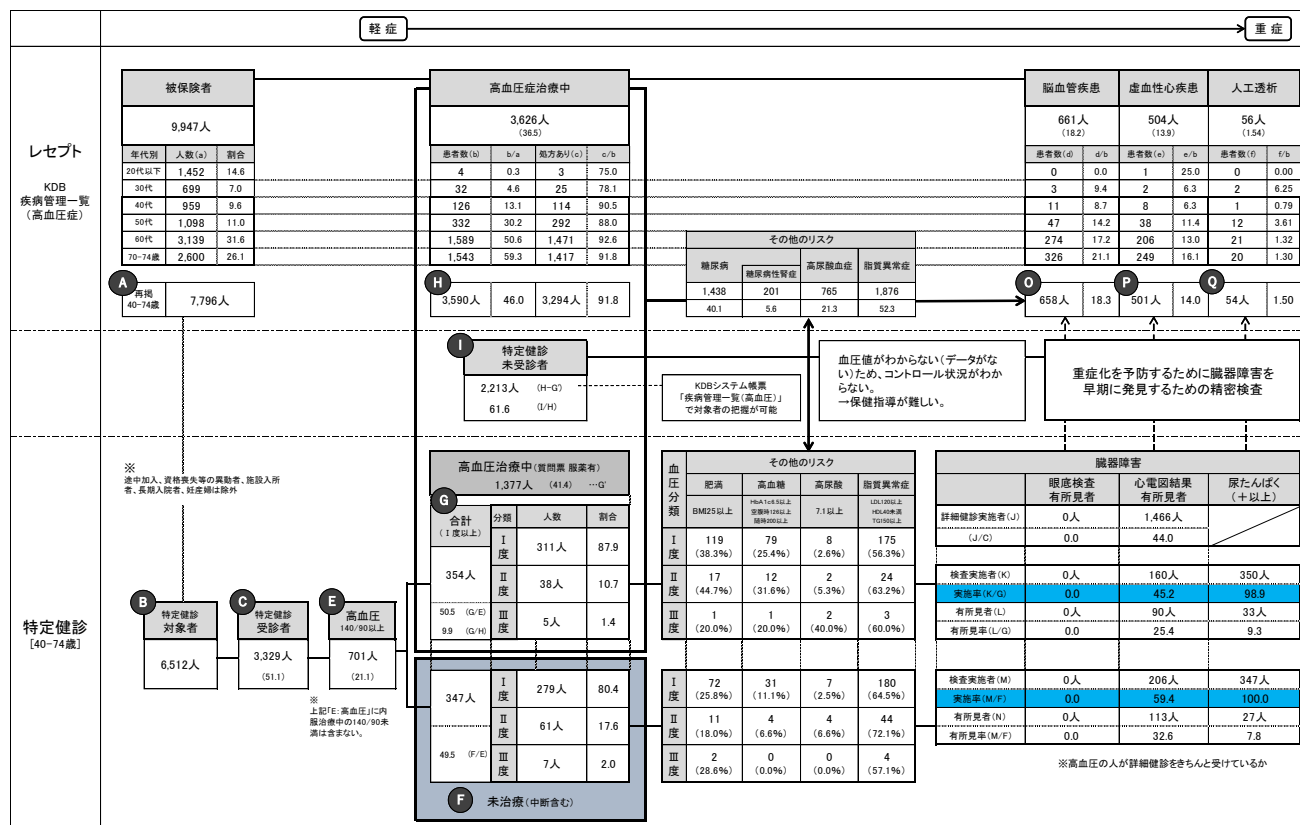 軽症
重症
レセプト
KDB
疾病管理一覧
(高血圧症)
被保険者
9,947人
年代別 人数(a) 割合
20代以下 1,452 14.6
30代 699 7.0
40代 959 9.6
50代 1,098 11.0
60代 3,139 31.6
70-74歳 2,600 26.1
A
再掲
40-74歳
7,796人
高血圧症治療中
3,626人
(36.5)
患者数(b) b/a 処方あり(c) c/b
4 0.3 3 75.0
32 4.6 25 78.1
126 13.1 114 90.5
332 30.2 292 88.0
1,589 50.6 1,471 92.6
1,543 59.3 1,417 91.8
H
3,590人 46.0 3,294人 91.8
その他のリスク
糖尿病 糖尿病性腎症 高尿酸血症 脂質異常症
1,438 201 765 1,876
40.1 5.6 21.3 52.3
脳血管疾患 虚血性心疾患 人工透析
661人 504人 56人
(18.2) (13.9) (1.54)
患者数(d) d/b 患者数(e) e/b 患者数(f) f/b
0 0.0 1 25.0 0 0.00
3 9.4 2 6.3 2 6.25
11 8.7 8 6.3 1 0.79
47 14.2 38 11.4 12 3.61
274 17.2 206 13.0 21 1.32
326 21.1 249 16.1 20 1.30
O P Q
658人 18.3 501人 14.0 54人 1.50
I
特定健診
未受診者
2,213人 (H-G')
61.6 (I/H)
KDBシステム帳票
「疾病管理一覧(高血圧)」
で対象者の把握が可能
血圧値がわからない(データがな
い)ため、コントロール状況がわか
らない。
→保健指導が難しい。
重症化を予防するために臓器障害を
早期に発見するための精密検査
特定健診
[40-74歳]
※
途中加入、資格喪失等の異動者、施設入所
者、長期入院者、妊産婦は除外
B
特定健診
対象者
6,512人
C
特定健診
受診者
3,329人
(51.1)
E
高血圧
140/90以上
701人
(21.1)
※
上記「E:高血圧」に内
服治療中の140/90未
満は含まない。
高血圧治療中(質問票 服薬有)
1,377人 (41.4) …G'
G
合計
(Ⅰ度以上)
分類 人数 割合
354人
50.5 (G/E)
9.9 (G/H)
Ⅰ度 311人 87.9
Ⅱ度 38人 10.7
Ⅲ度 5人 1.4
347人
49.5 (F/E)
Ⅰ度 279人 80.4
Ⅱ度 61人 17.6
Ⅲ度 7人 2.0
F
未治療(中断含む)
血圧分類
その他のリスク
肥満 高血糖 高尿酸 脂質異常症
BMI25以上
HbA1c6.5以上
空腹時126以上
随時200以上
7.1以上
LDL120以上
HDL40未満
TG150以上
Ⅰ度 119 79 8 175
(38.3%) (25.4%) (2.6%) (56.3%)
Ⅱ度 17 12 2 24
(44.7%) (31.6%) (5.3%) (63.2%)
Ⅲ度 1 1 2 3
(20.0%) (20.0%) (40.0%) (60.0%)
Ⅰ度 72 31 7 180
(25.8%) (11.1%) (2.5%) (64.5%)
Ⅱ度 11 4 4 44
(18.0%) (6.6%) (6.6%) (72.1%)
Ⅲ度 2 0 0 4
(28.6%) (0.0%) (0.0%) (57.1%)
臓器障害
眼底検査
有所見者
心電図結果
有所見者
尿たんぱく
(+以上)
詳細健診実施者(J) 0人 1,466人
(J/C) 0.0 44.0
検査実施者(K) 0人 160人 350人
実施率(K/G) 0.0 45.2 98.9
有所見者(L) 0人 90人 33人
有所見率(L/G) 0.0 25.4 9.3
検査実施者(M) 0人 206人 347人
実施率(M/F) 0.0 59.4 100.0
有所見者(N) 0人 113人 27人
有所見率(M/F) 0.0 32.6 7.8
※高血圧の人が詳細健診をきちんと受けているか